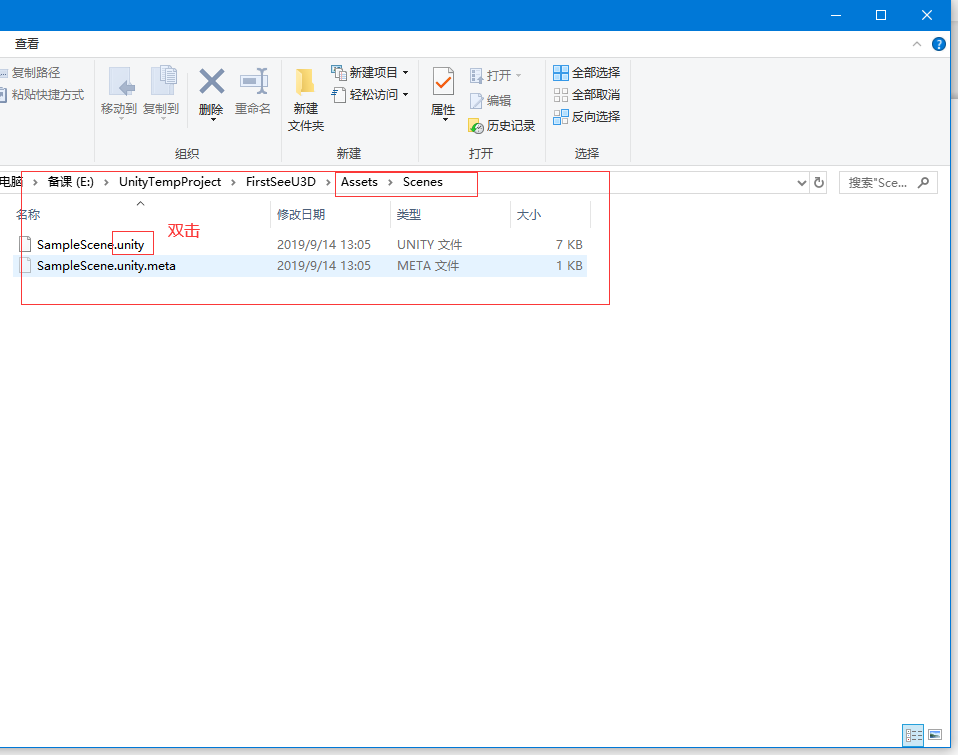 查看
复制路径
粘贴快捷方式
移动到
复制到
删除
重命名
组织
新建
文件夹
新建项目
轻松访问
新建
属性
打开
编辑
历史记录
打开
全部选择
全部取消
反向选择
选择
电脑 › 备课 (E:) › UnityTempProject › FirstSeeU3D › Assets › Scenes
搜索"Sce...
名称 修改日期 类型 大小
双击
SampleScene.unity 2019/9/14 13:05 UNITY 文件 7 KB
SampleScene.unity.meta 2019/9/14 13:05 META 文件 1 KB